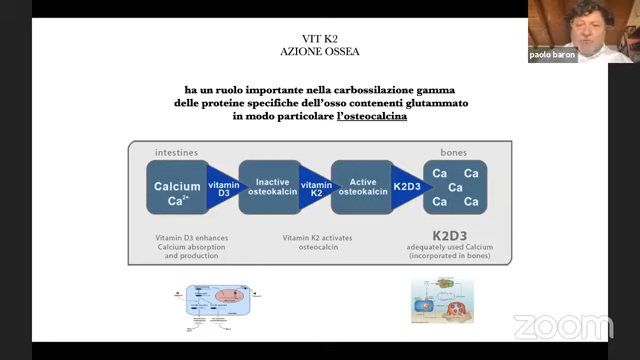 VIT K2
AZIONE OSSEA
paolo baron
ha un ruolo importante nella carbossilazione gamma
delle proteine specifiche dell'osso contenenti glutammato
in modo particolare l'osteocalcina
intestines
bones
Calcium
Ca2+
vitamin
D3
Inactive
osteokalcin
vitamin
K2
Active
osteokalcin
K2D3
Ca Ca
Ca
Ca Ca
Vitamin D3 enhances
Calcium absorption
and production
Vitamin K2 activates
osteocalcin
K2D3
adequately used Calcium
(incorporated in bones)
zoom